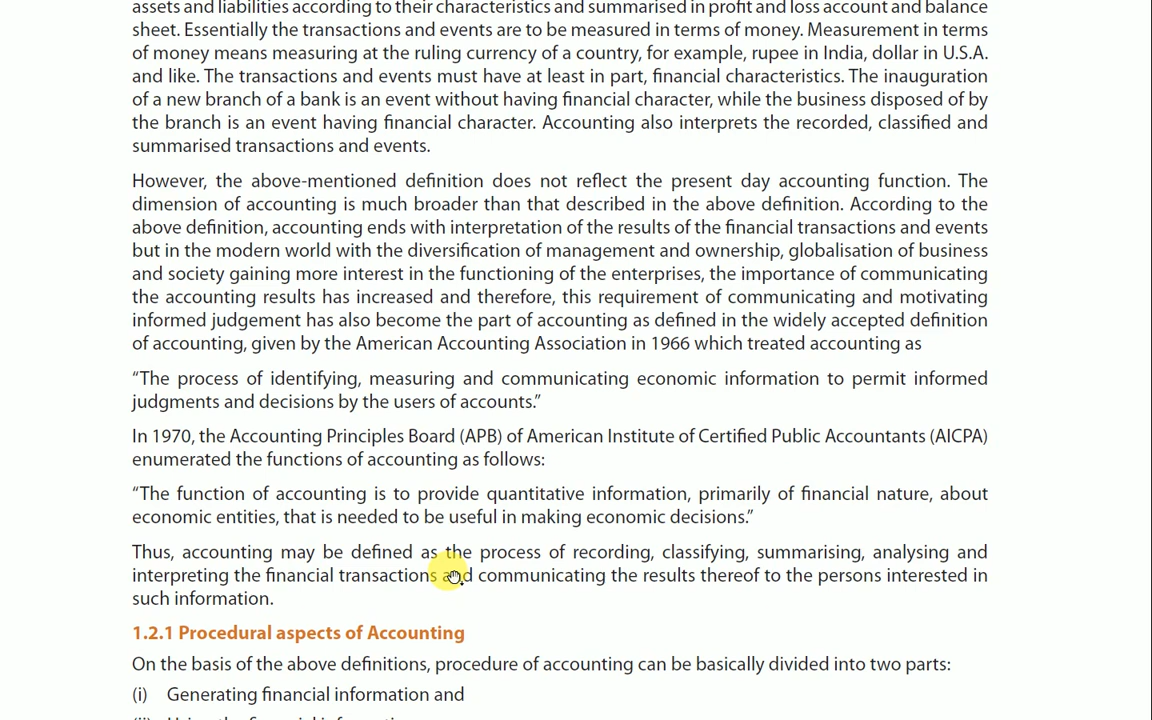 assets and liabilities according to their characteristics and summarised in profit and loss account and balance
sheet. Essentially the transactions and events are to be measured in terms of money. Measurement in terms
of money means measuring at the ruling currency of a country, for example, rupee in India, dollar in U.S.A.
and like. The transactions and events must have at least in part, financial characteristics. The inauguration
of a new branch of a bank is an event without having financial character, while the business disposed of by
the branch is an event having financial character. Accounting also interprets the recorded, classified and
summarised transactions and events.
However, the above-mentioned definition does not reflect the present day accounting function. The
dimension of accounting is much broader than that described in the above definition. According to the
above definition, accounting ends with interpretation of the results of the financial transactions and events
but in the modern world with the diversification of management and ownership, globalisation of business
and society gaining more interest in the functioning of the enterprises, the importance of communicating
the accounting results has increased and therefore, this requirement of communicating and motivating
informed judgement has also become the part of accounting as defined in the widely accepted definition
of accounting, given by the American Accounting Association in 1966 which treated accounting as
“The process of identifying, measuring and communicating economic information to permit informed
judgments and decisions by the users of accounts.”
In 1970, the Accounting Principles Board (APB) of American Institute of Certified Public Accountants (AICPA)
enumerated the functions of accounting as follows:
“The function of accounting is to provide quantitative information, primarily of financial nature, about
economic entities, that is needed to be useful in making economic decisions.”
Thus, accounting may be defined as the process of recording, classifying, summarising, analysing and
interpreting the financial transactions and communicating the results thereof to the persons interested in
such information.
1.2.1 Procedural aspects of Accounting
On the basis of the above definitions, procedure of accounting can be basically divided into two parts:
(i) Generating financial information and